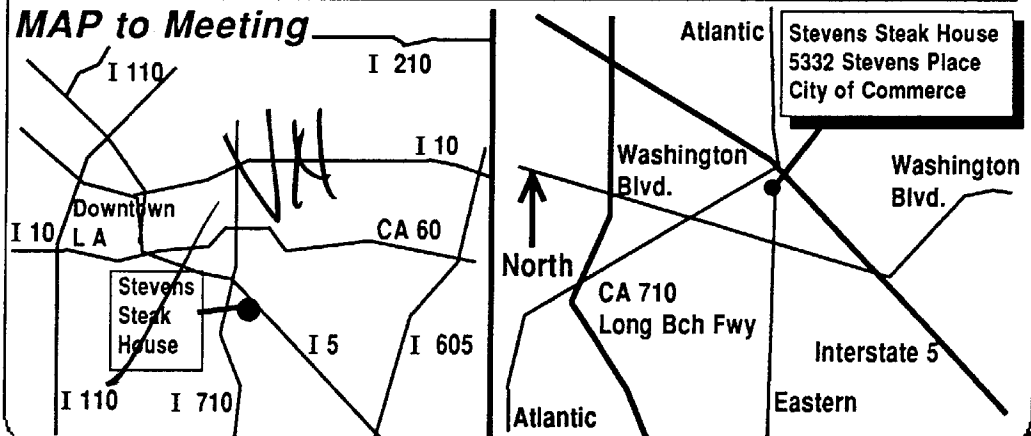 MAP to Meeting
I 210
I 110
I 10
Downtown
L A
I 10
CA 60
Stevens
Steak
House
I 5
I 605
I 110
I 710
Atlantic
Stevens Steak House
5332 Stevens Place
City of Commerce
Washington
Blvd.
Washington
Blvd.
North
CA 710
Long Bch Fwy
Interstate 5
Atlantic
Eastern